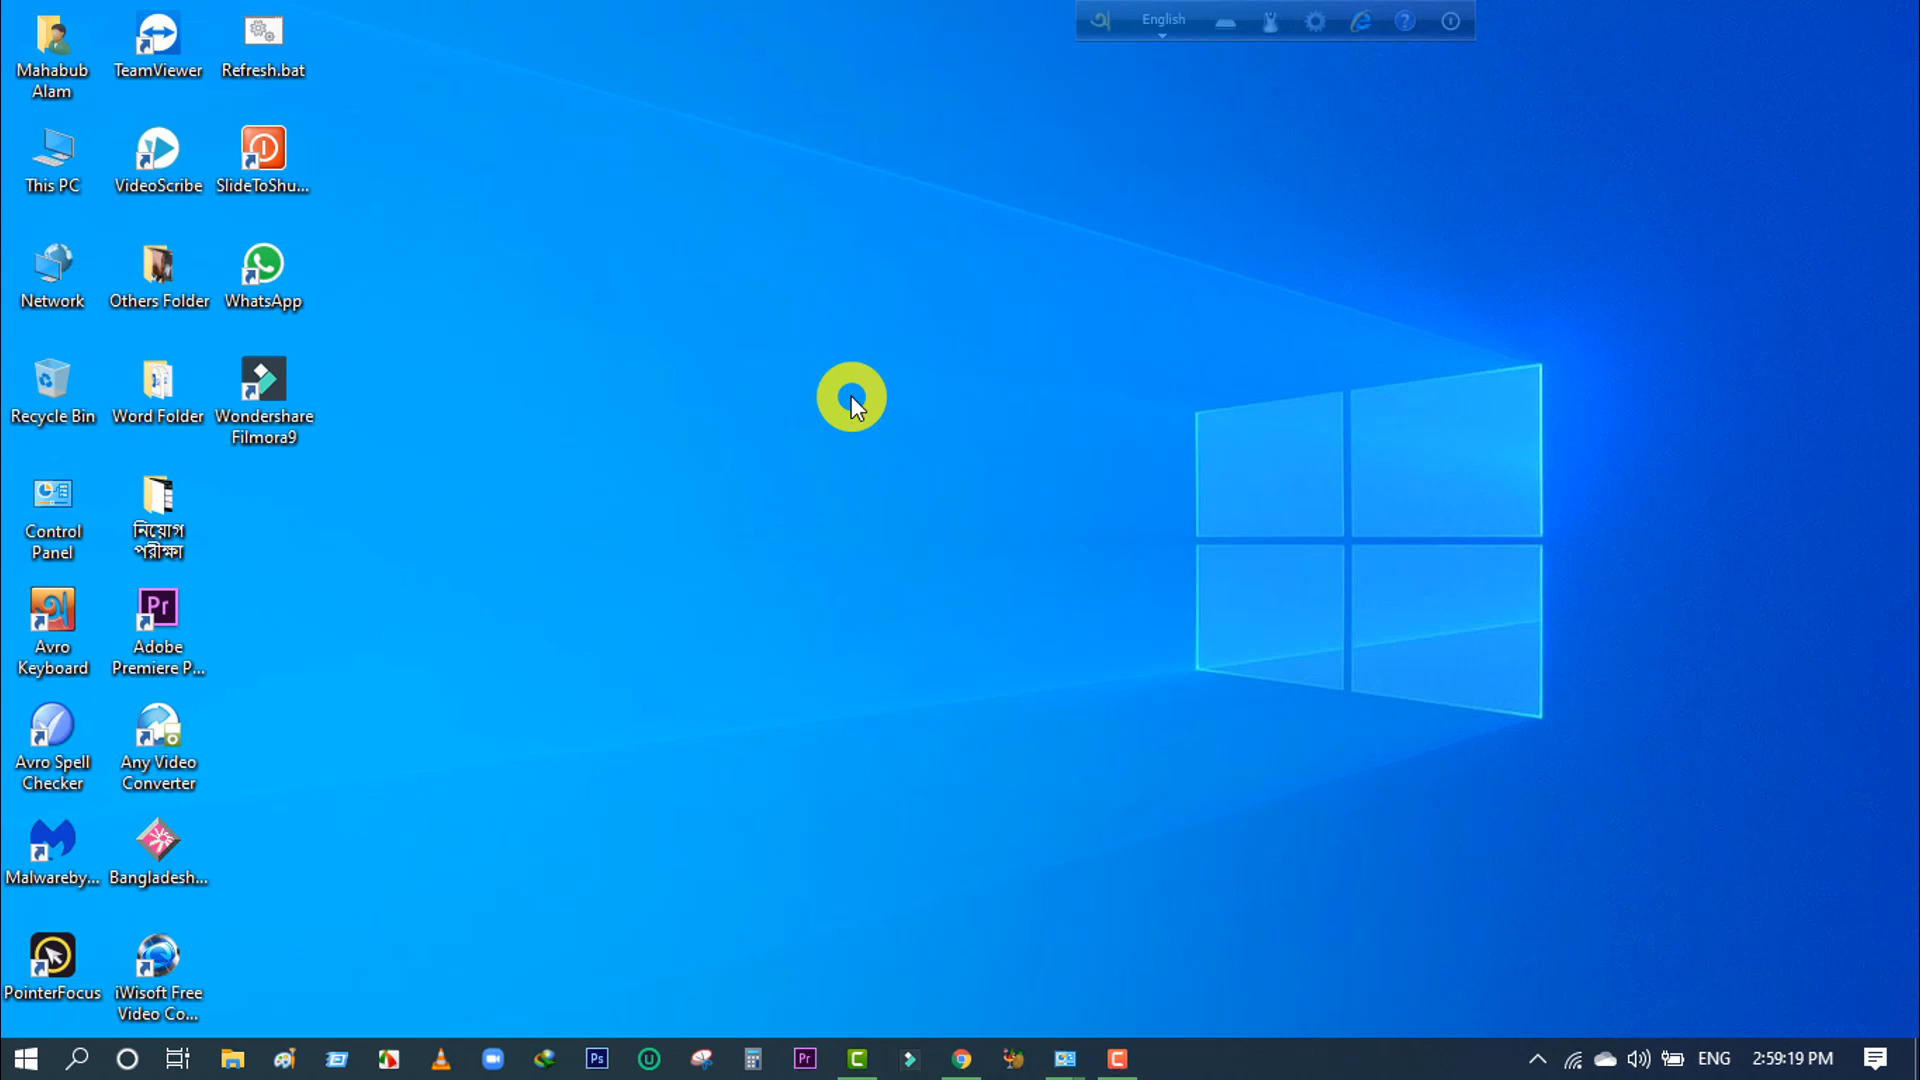 English
Mahabub
Alam
TeamViewer
Refresh.bat
This PC
VideoScribe
SlideToShu...
Network
Others Folder
WhatsApp
Recycle Bin
Word Folder
Wondershare
Filmora9
Control
Panel
নিয়োগ
পরীক্ষা
Avro
Keyboard
Adobe
Premiere P...
Avro Spell
Checker
Any Video
Converter
Malwareby...
Bangladesh...
PointerFocus
iWisoft Free
Video Co...
ENG
2:59:19 PM